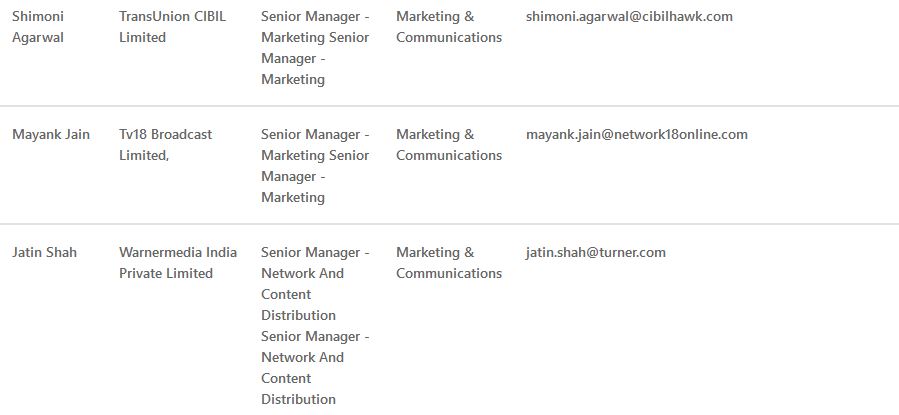 Shimoni
Agarwal
TransUnion CIBIL
Limited
Senior Manager -
Marketing Senior
Manager -
Marketing
Marketing &
Communications
shimoni.agarwal@cibilhawk.com
Mayank Jain
Tv18 Broadcast
Limited,
Senior Manager -
Marketing Senior
Manager -
Marketing
Marketing &
Communications
mayank.jain@network18online.com
Jatin Shah
Warnermedia India
Private Limited
Senior Manager -
Network And
Content
Distribution
Senior Manager -
Network And
Content
Distribution
Marketing &
Communications
jatin.shah@turner.com